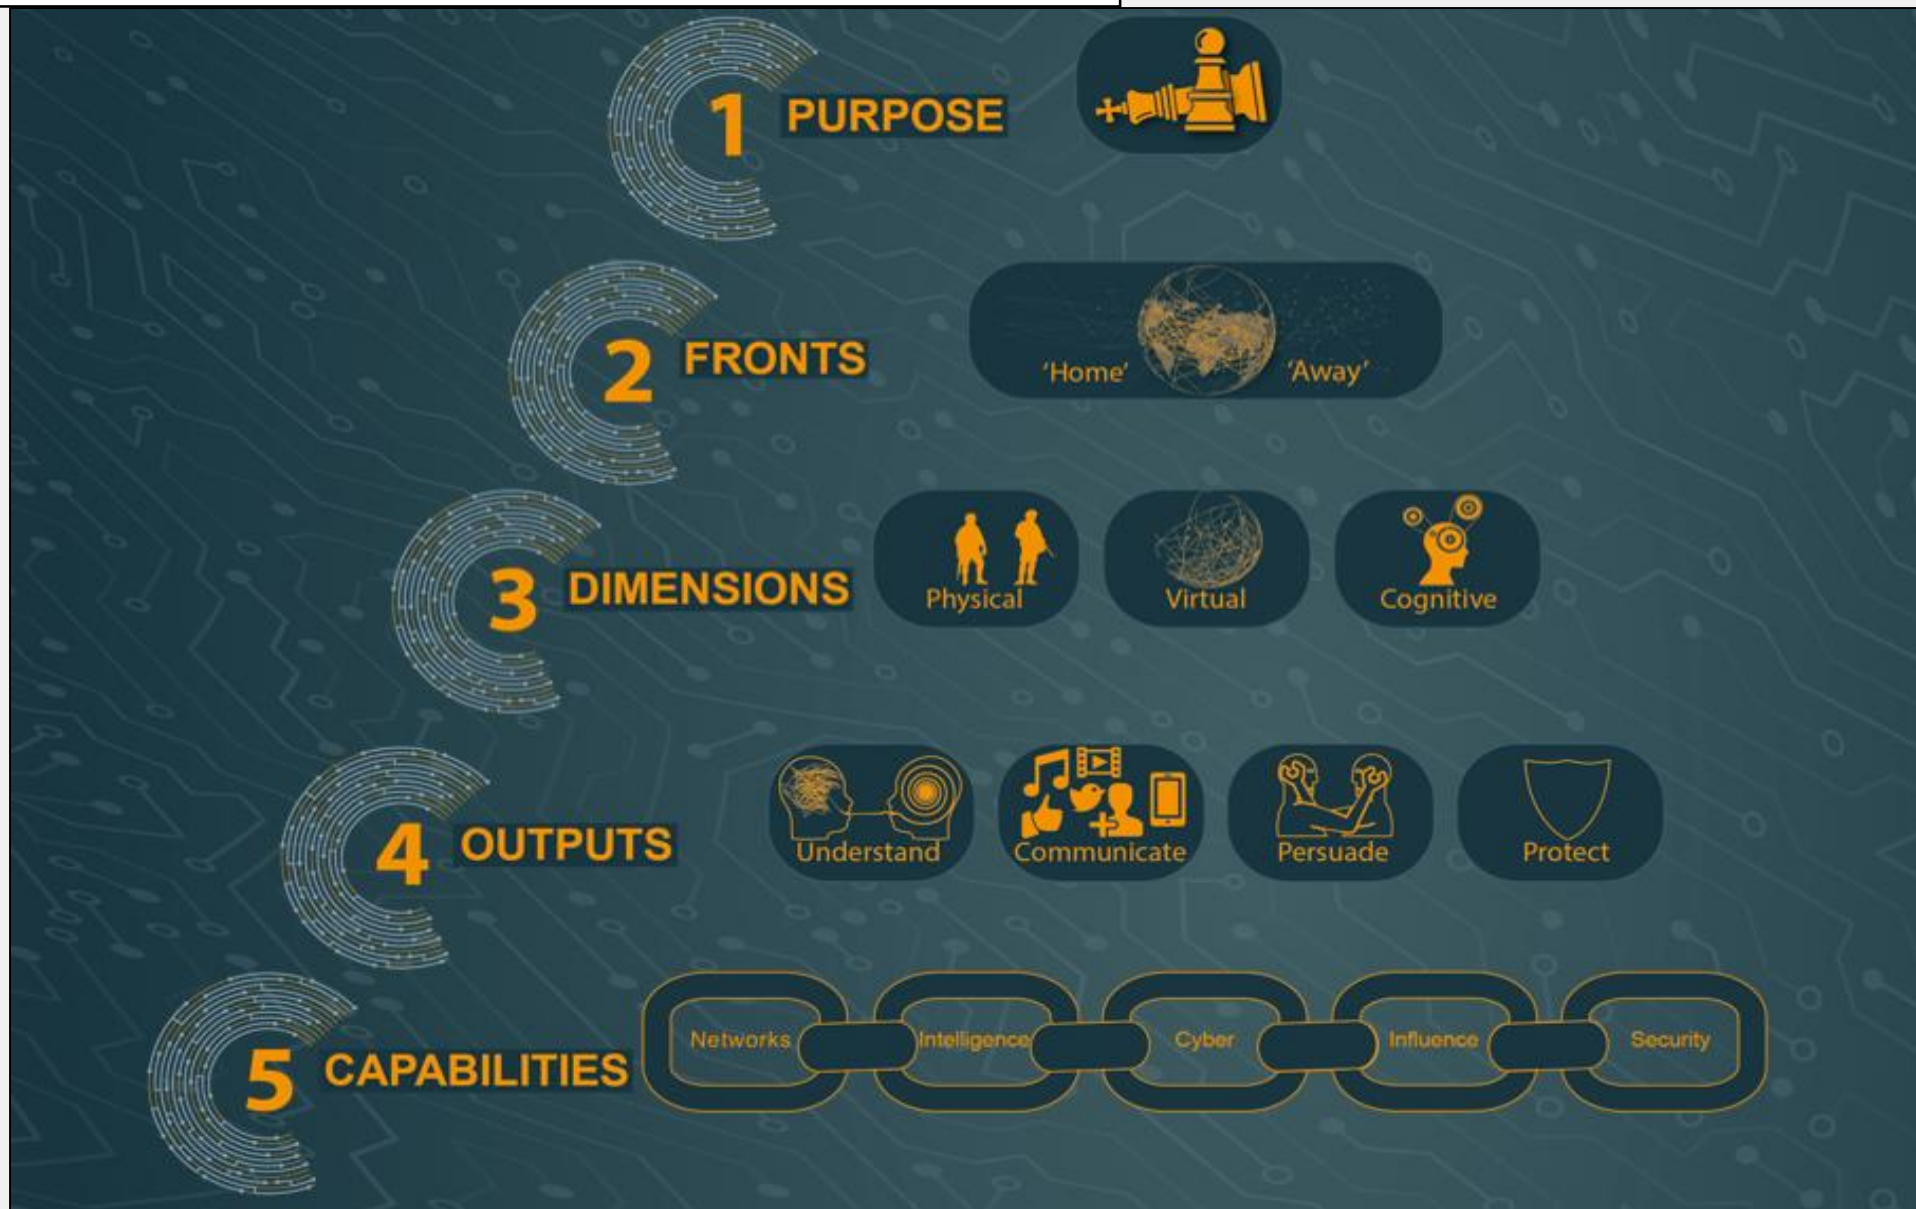 1 PURPOSE
2 FRONTS
'Home' 'Away'
3 DIMENSIONS
Physical Virtual Cognitive
4 OUTPUTS
Understand Communicate Persuade Protect
5 CAPABILITIES
Networks Intelligence Cyber Influence Security